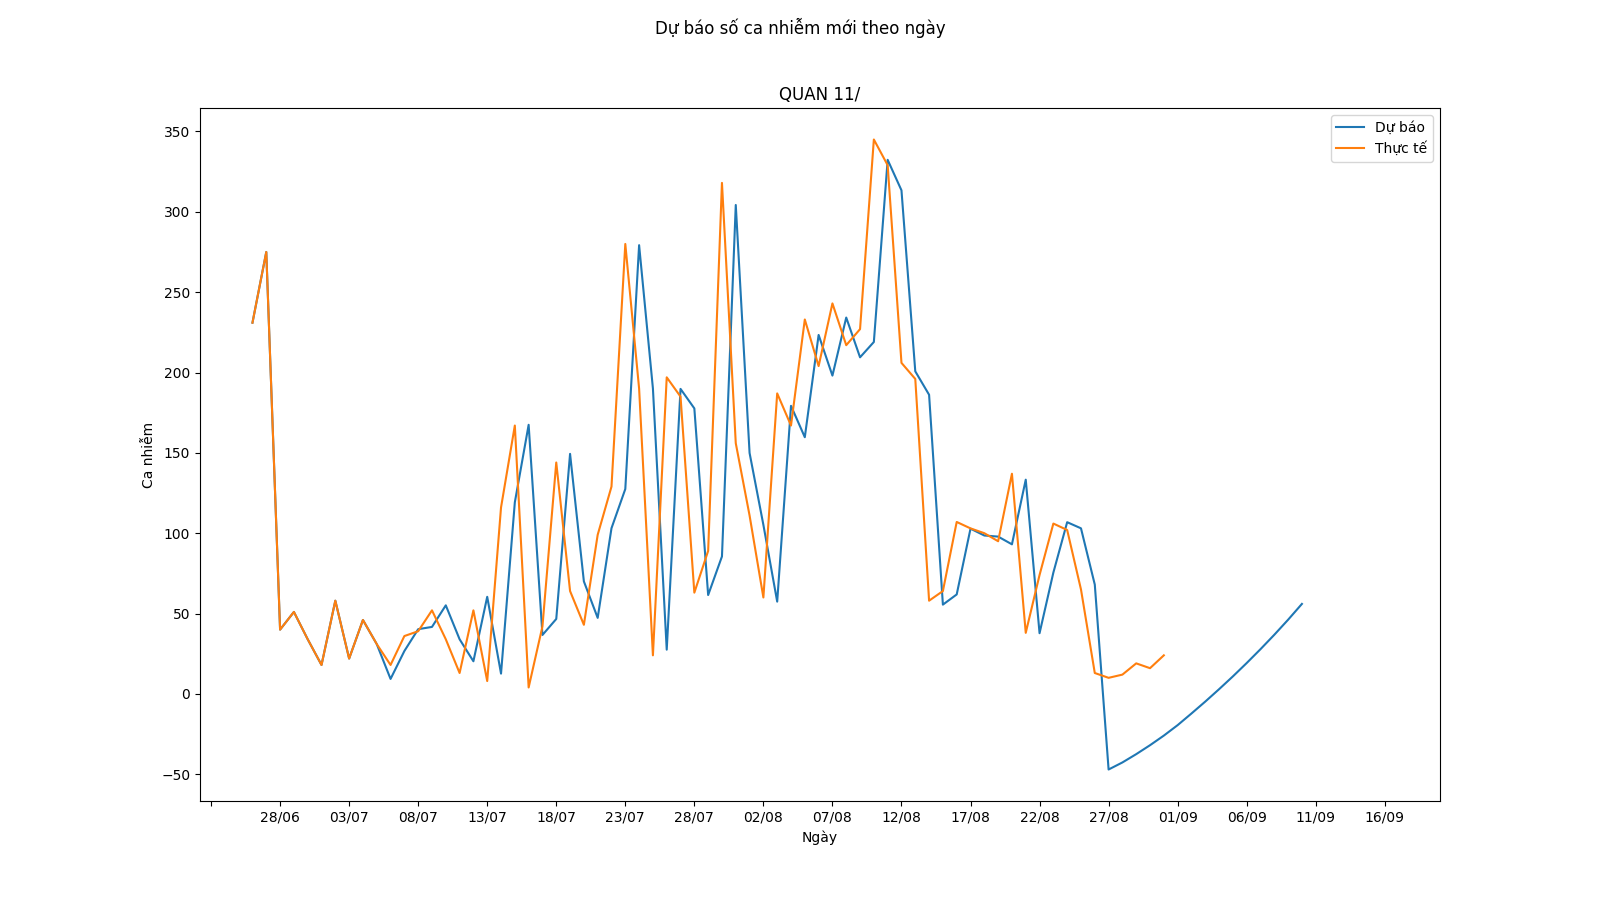 Dự báo số ca nhiễm mới theo ngày
QUAN 11/
Dự báo
Thực tế
350
300
250
200
150
100
50
0
−50
Ca nhiễm
28/06 03/07 08/07 13/07 18/07 23/07 28/07 02/08 07/08 12/08 17/08 22/08 27/08 01/09 06/09 11/09 16/09
Ngày